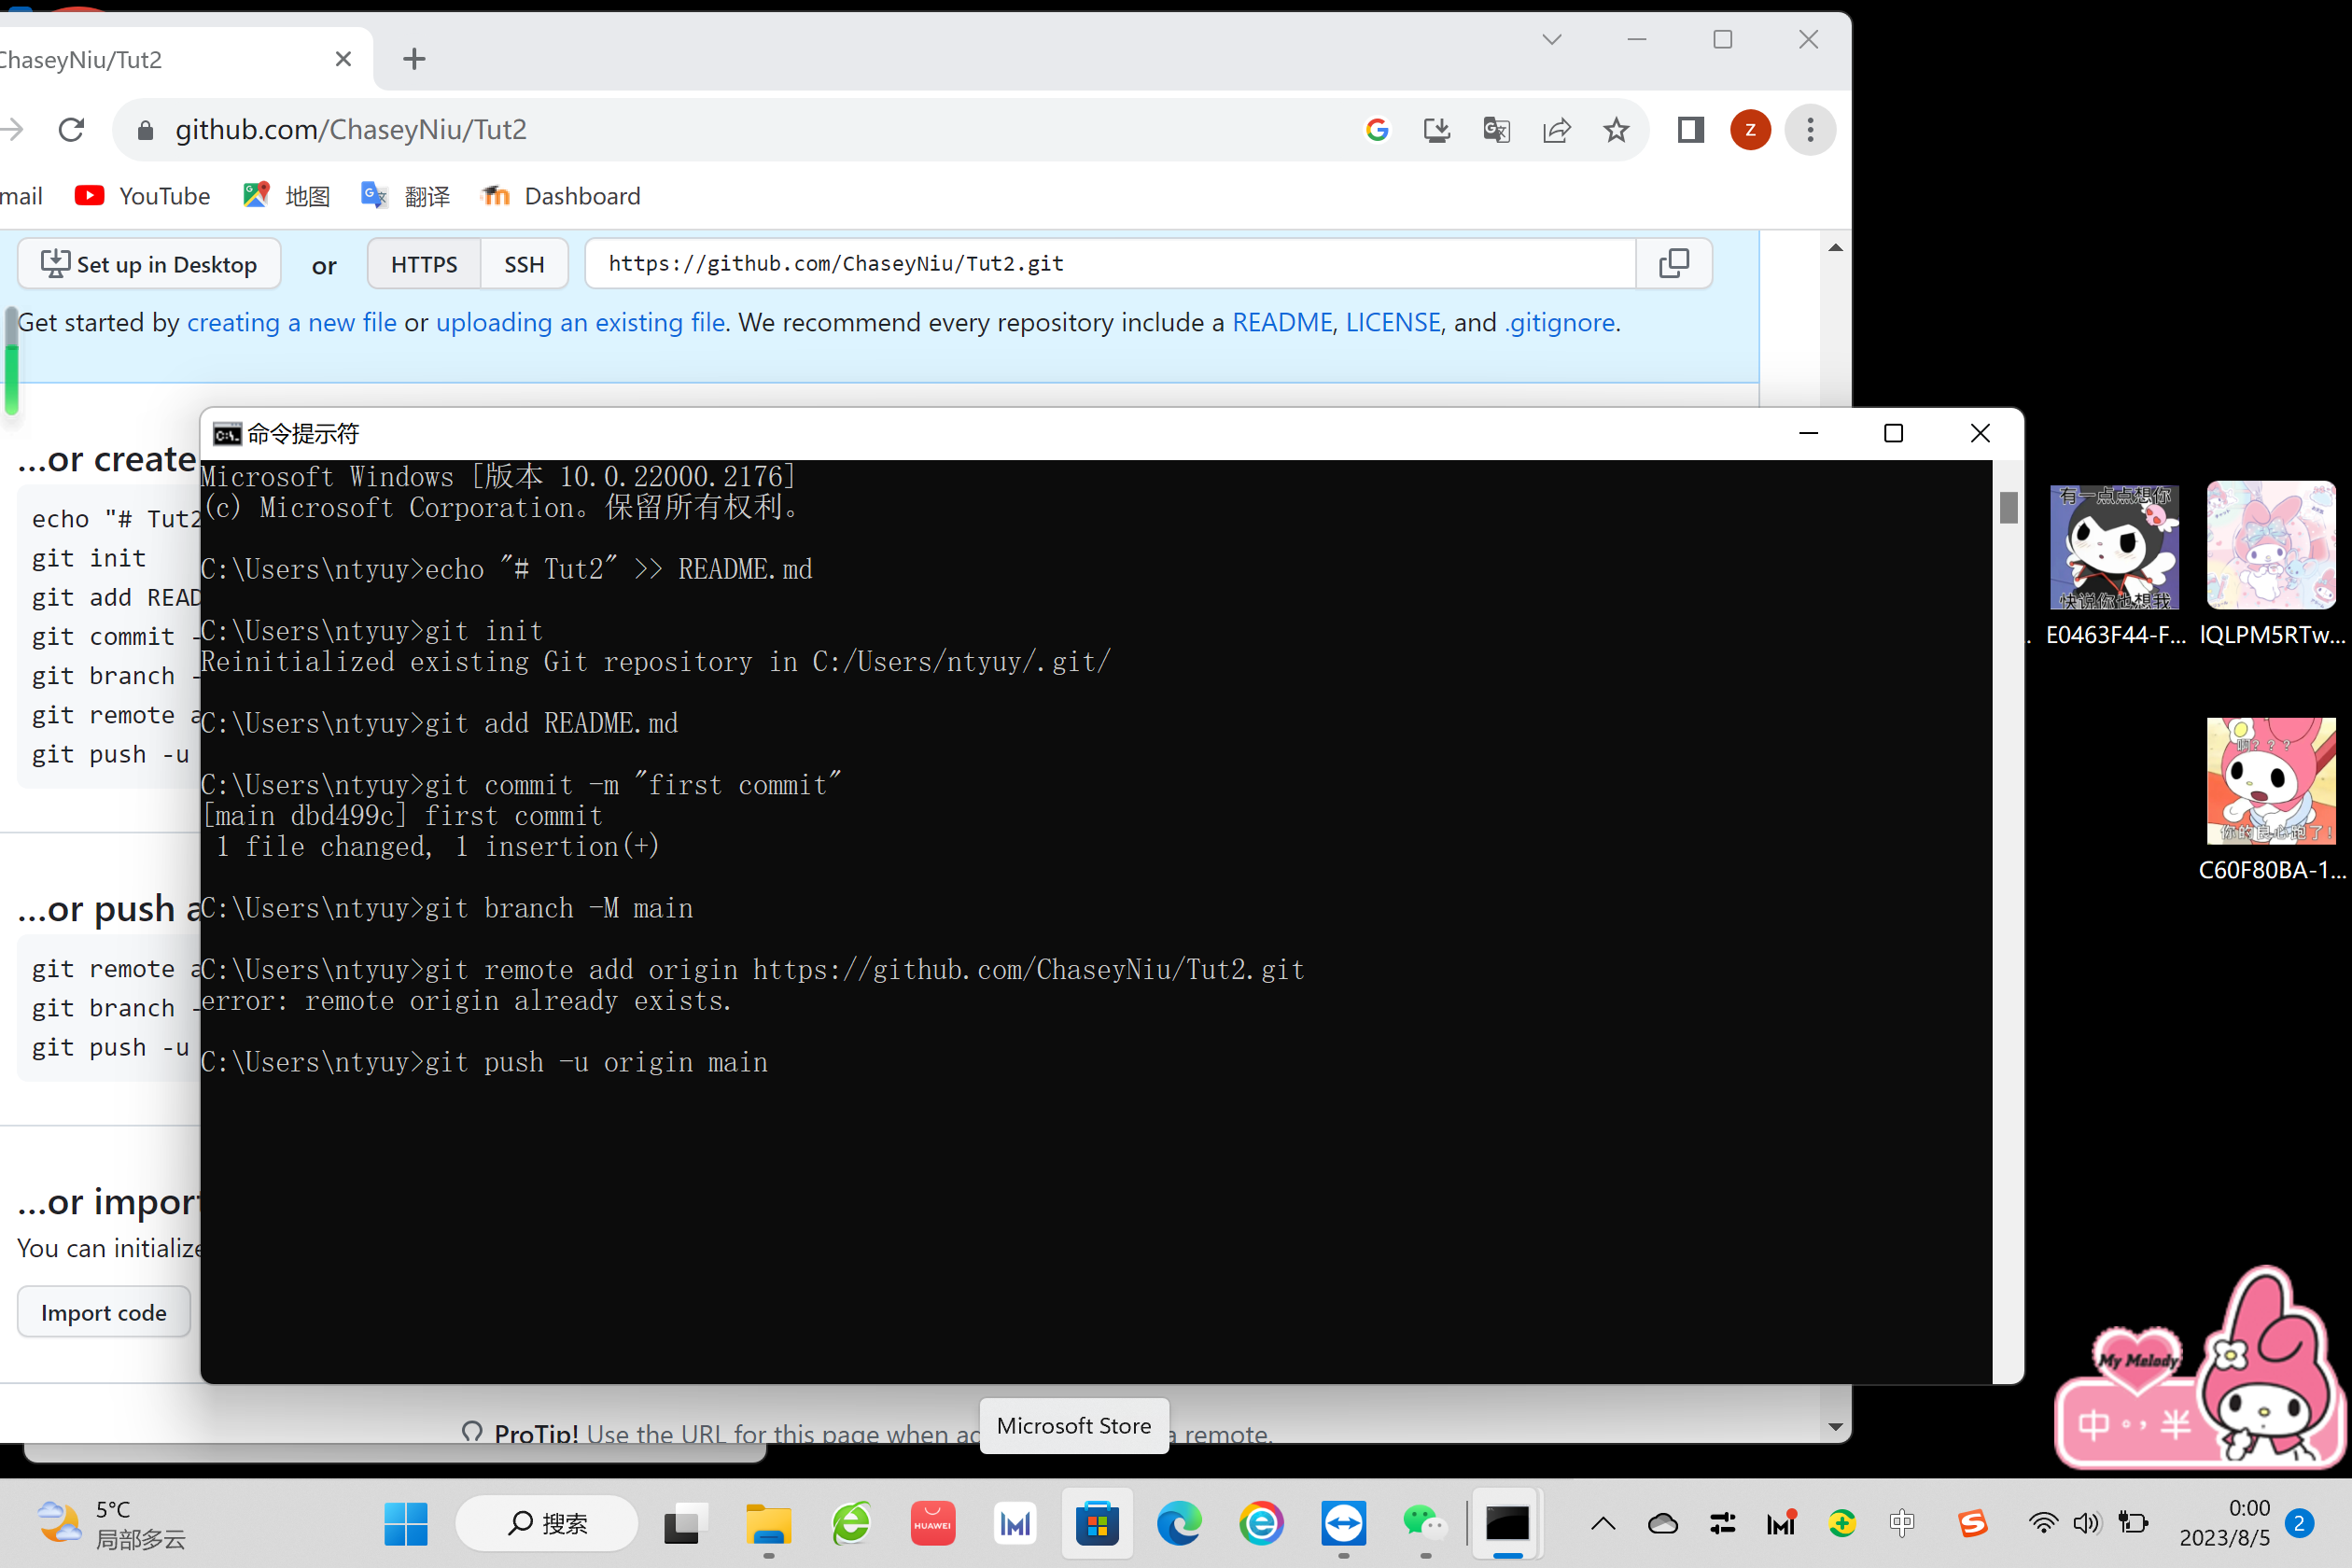 ChaseyNiu/Tut2
github.com/ChaseyNiu/Tut2
Z
mail
YouTube
地图
翻译
Dashboard
Set up in Desktop
or
HTTPS
SSH
https://github.com/ChaseyNiu/Tut2.git
Get started by creating a new file or uploading an existing file. We recommend every repository include a README, LICENSE, and .gitignore.
...or create
echo "# Tut2
git init
git add READ
git commit -
git branch -
git remote a
git push -u
...or push a
git remote a
git branch -
git push -u
...or import
You can initialize
Import code
ProTip! Use the URL for this page when ad
a remote.
Microsoft Store
命令提示符
Microsoft Windows [版本 10.0.22000.2176]
(c) Microsoft Corporation。保留所有权利。
C:\Users\ntyuy>echo "# Tut2" >> README.md
C:\Users\ntyuy>git init
Reinitialized existing Git repository in C:/Users/ntyuy/.git/
C:\Users\ntyuy>git add README.md
C:\Users\ntyuy>git commit -m "first commit"
[main dbd499c] first commit
1 file changed, 1 insertion(+)
C:\Users\ntyuy>git branch -M main
C:\Users\ntyuy>git remote add origin https://github.com/ChaseyNiu/Tut2.git
error: remote origin already exists.
C:\Users\ntyuy>git push -u origin main
有一点点想你
快说你也想我
E0463F44-F...
lQLPM5RTw...
啊？？？
你的良心跑了！
C60F80BA-1...
My Melody
中 。，半
5°C
局部多云
搜索
HUAWEI
中
0:00
2023/8/5
2